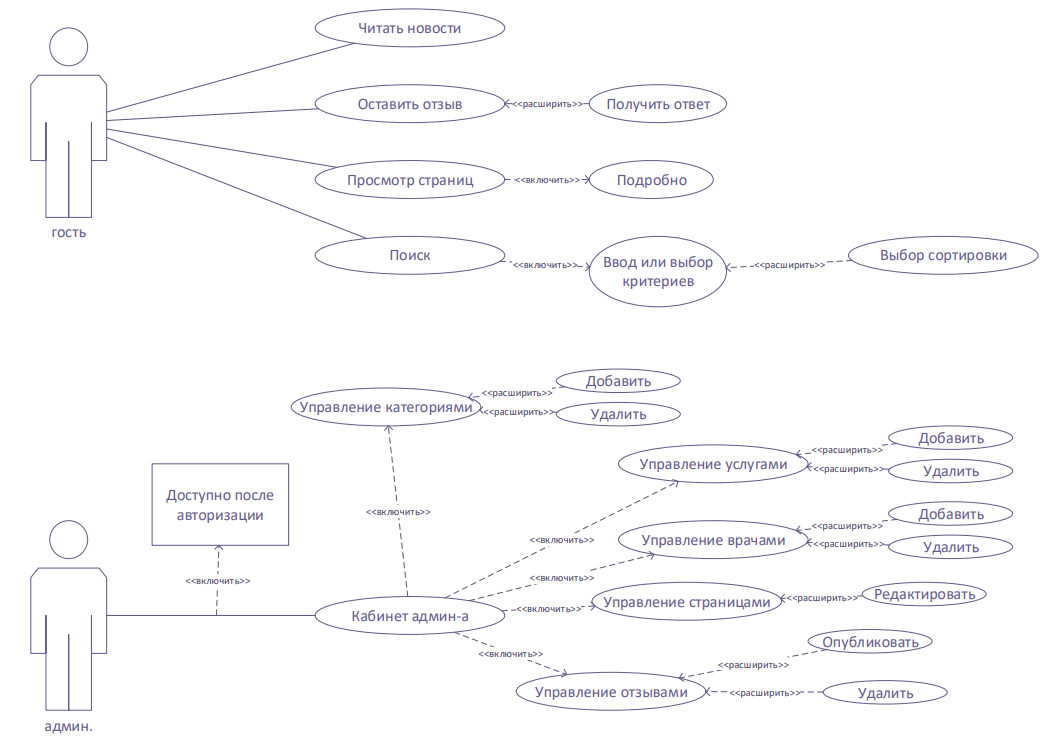 Читать новости
Оставить отзыв
<<расширить>>
Получить ответ
Просмотр страниц
<<включить>>
Подробно
гость
Поиск
<<включить>>
Ввод или выбор
критериев
<<расширить>>
Выбор сортировки
Управление категориями
<<расширить>>
Добавить
<<расширить>>
Удалить
Управление услугами
<<расширить>>
Добавить
<<расширить>>
Удалить
Доступно после
авторизации
<<включить>>
<<включить>>
Управление врачами
<<расширить>>
Добавить
<<расширить>>
Удалить
<<включить>>
<<включить>>
Кабинет админ-а
<<включить>>
Управление страницами
<<расширить>>
Редактировать
<<включить>>
Управление отзывами
<<расширить>>
Опубликовать
<<расширить>>
Удалить
админ.